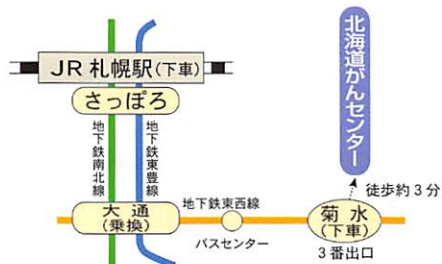 JR 札幌駅(下車)
さっぽろ
地下鉄南北線
地下鉄東豊線
北海道がんセンター
徒歩約3分
大通
(乗換)
地下鉄東西線
バスセンター
菊水
(下車)
3番出口